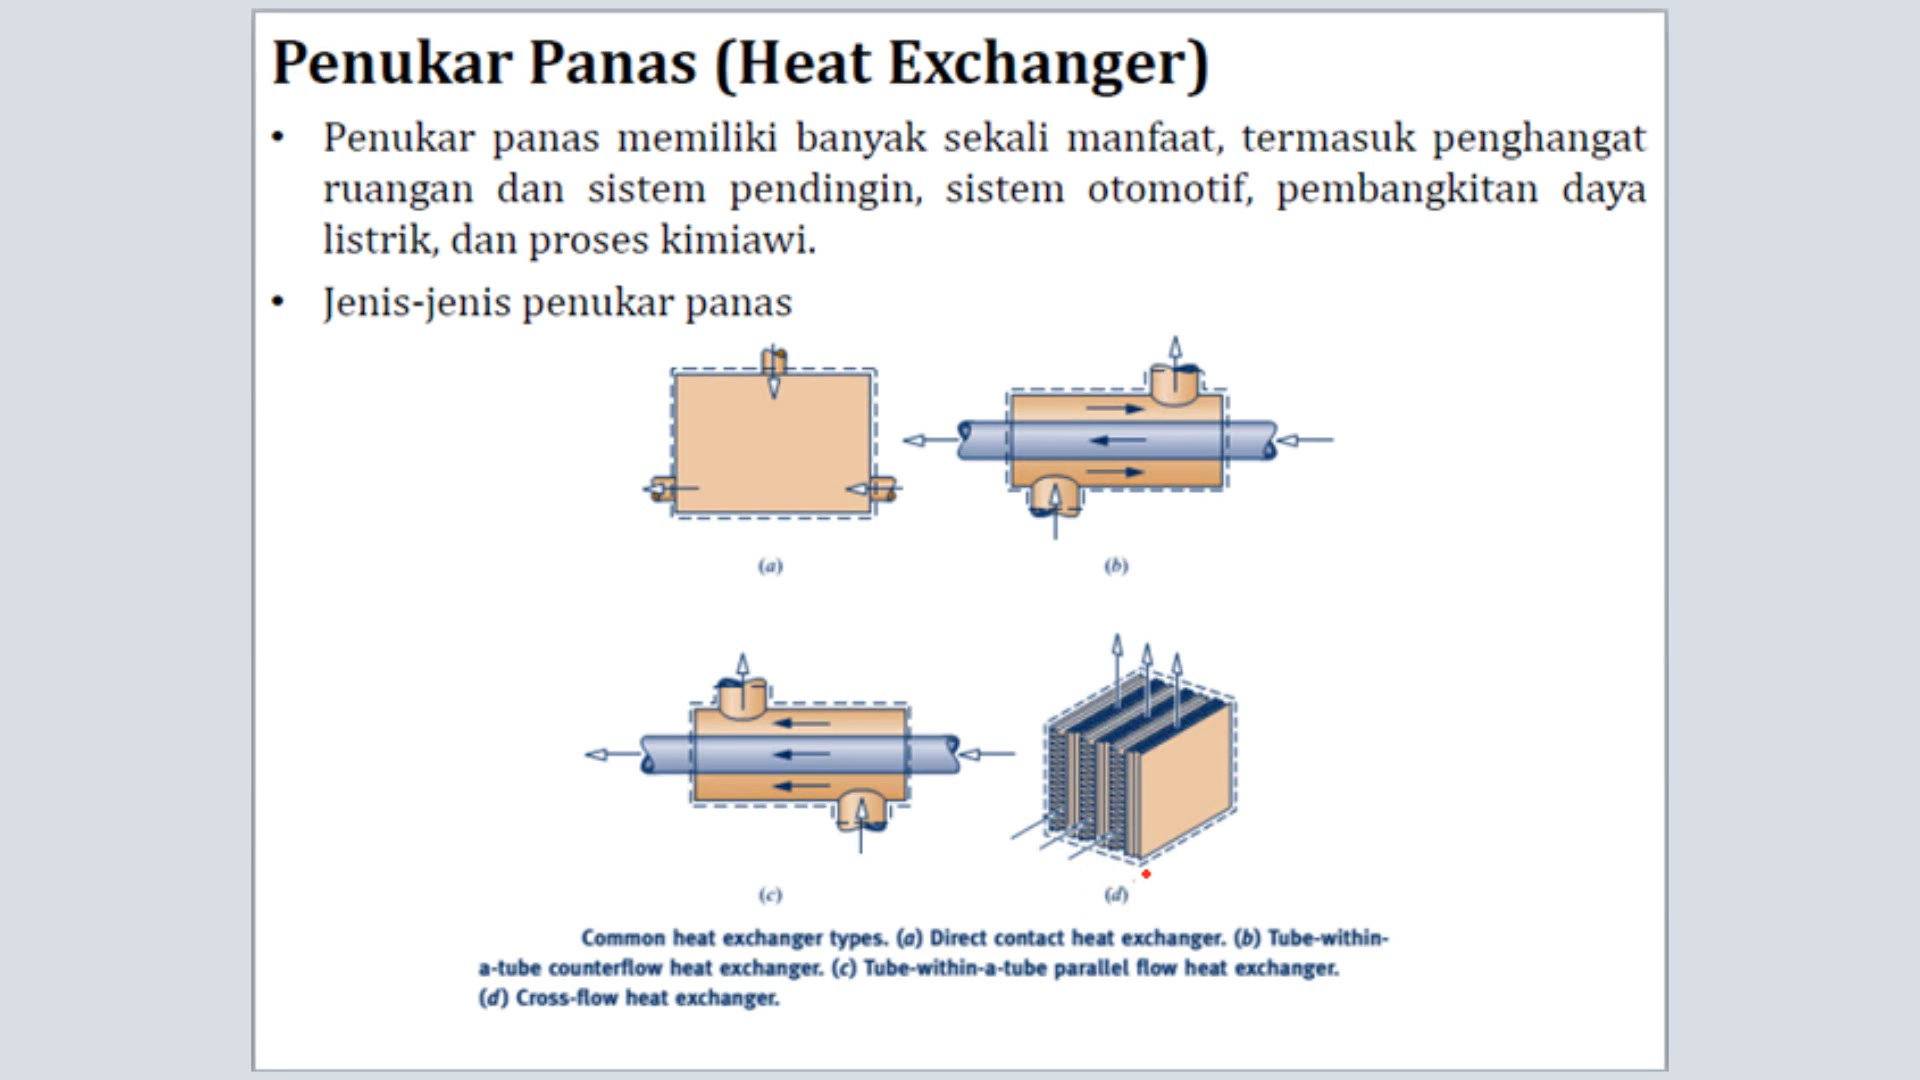 Penukar Panas (Heat Exchanger)
• Penukar panas memiliki banyak sekali manfaat, termasuk penghangat
ruangan dan sistem pendingin, sistem otomotif, pembangkitan daya
listrik, dan proses kimiawi.
• Jenis-jenis penukar panas
(a)
(b)
(c)
(d)
Common heat exchanger types. (a) Direct contact heat exchanger. (b) Tube-within-
a-tube counterflow heat exchanger. (c) Tube-within-a-tube parallel flow heat exchanger.
(d) Cross-flow heat exchanger.